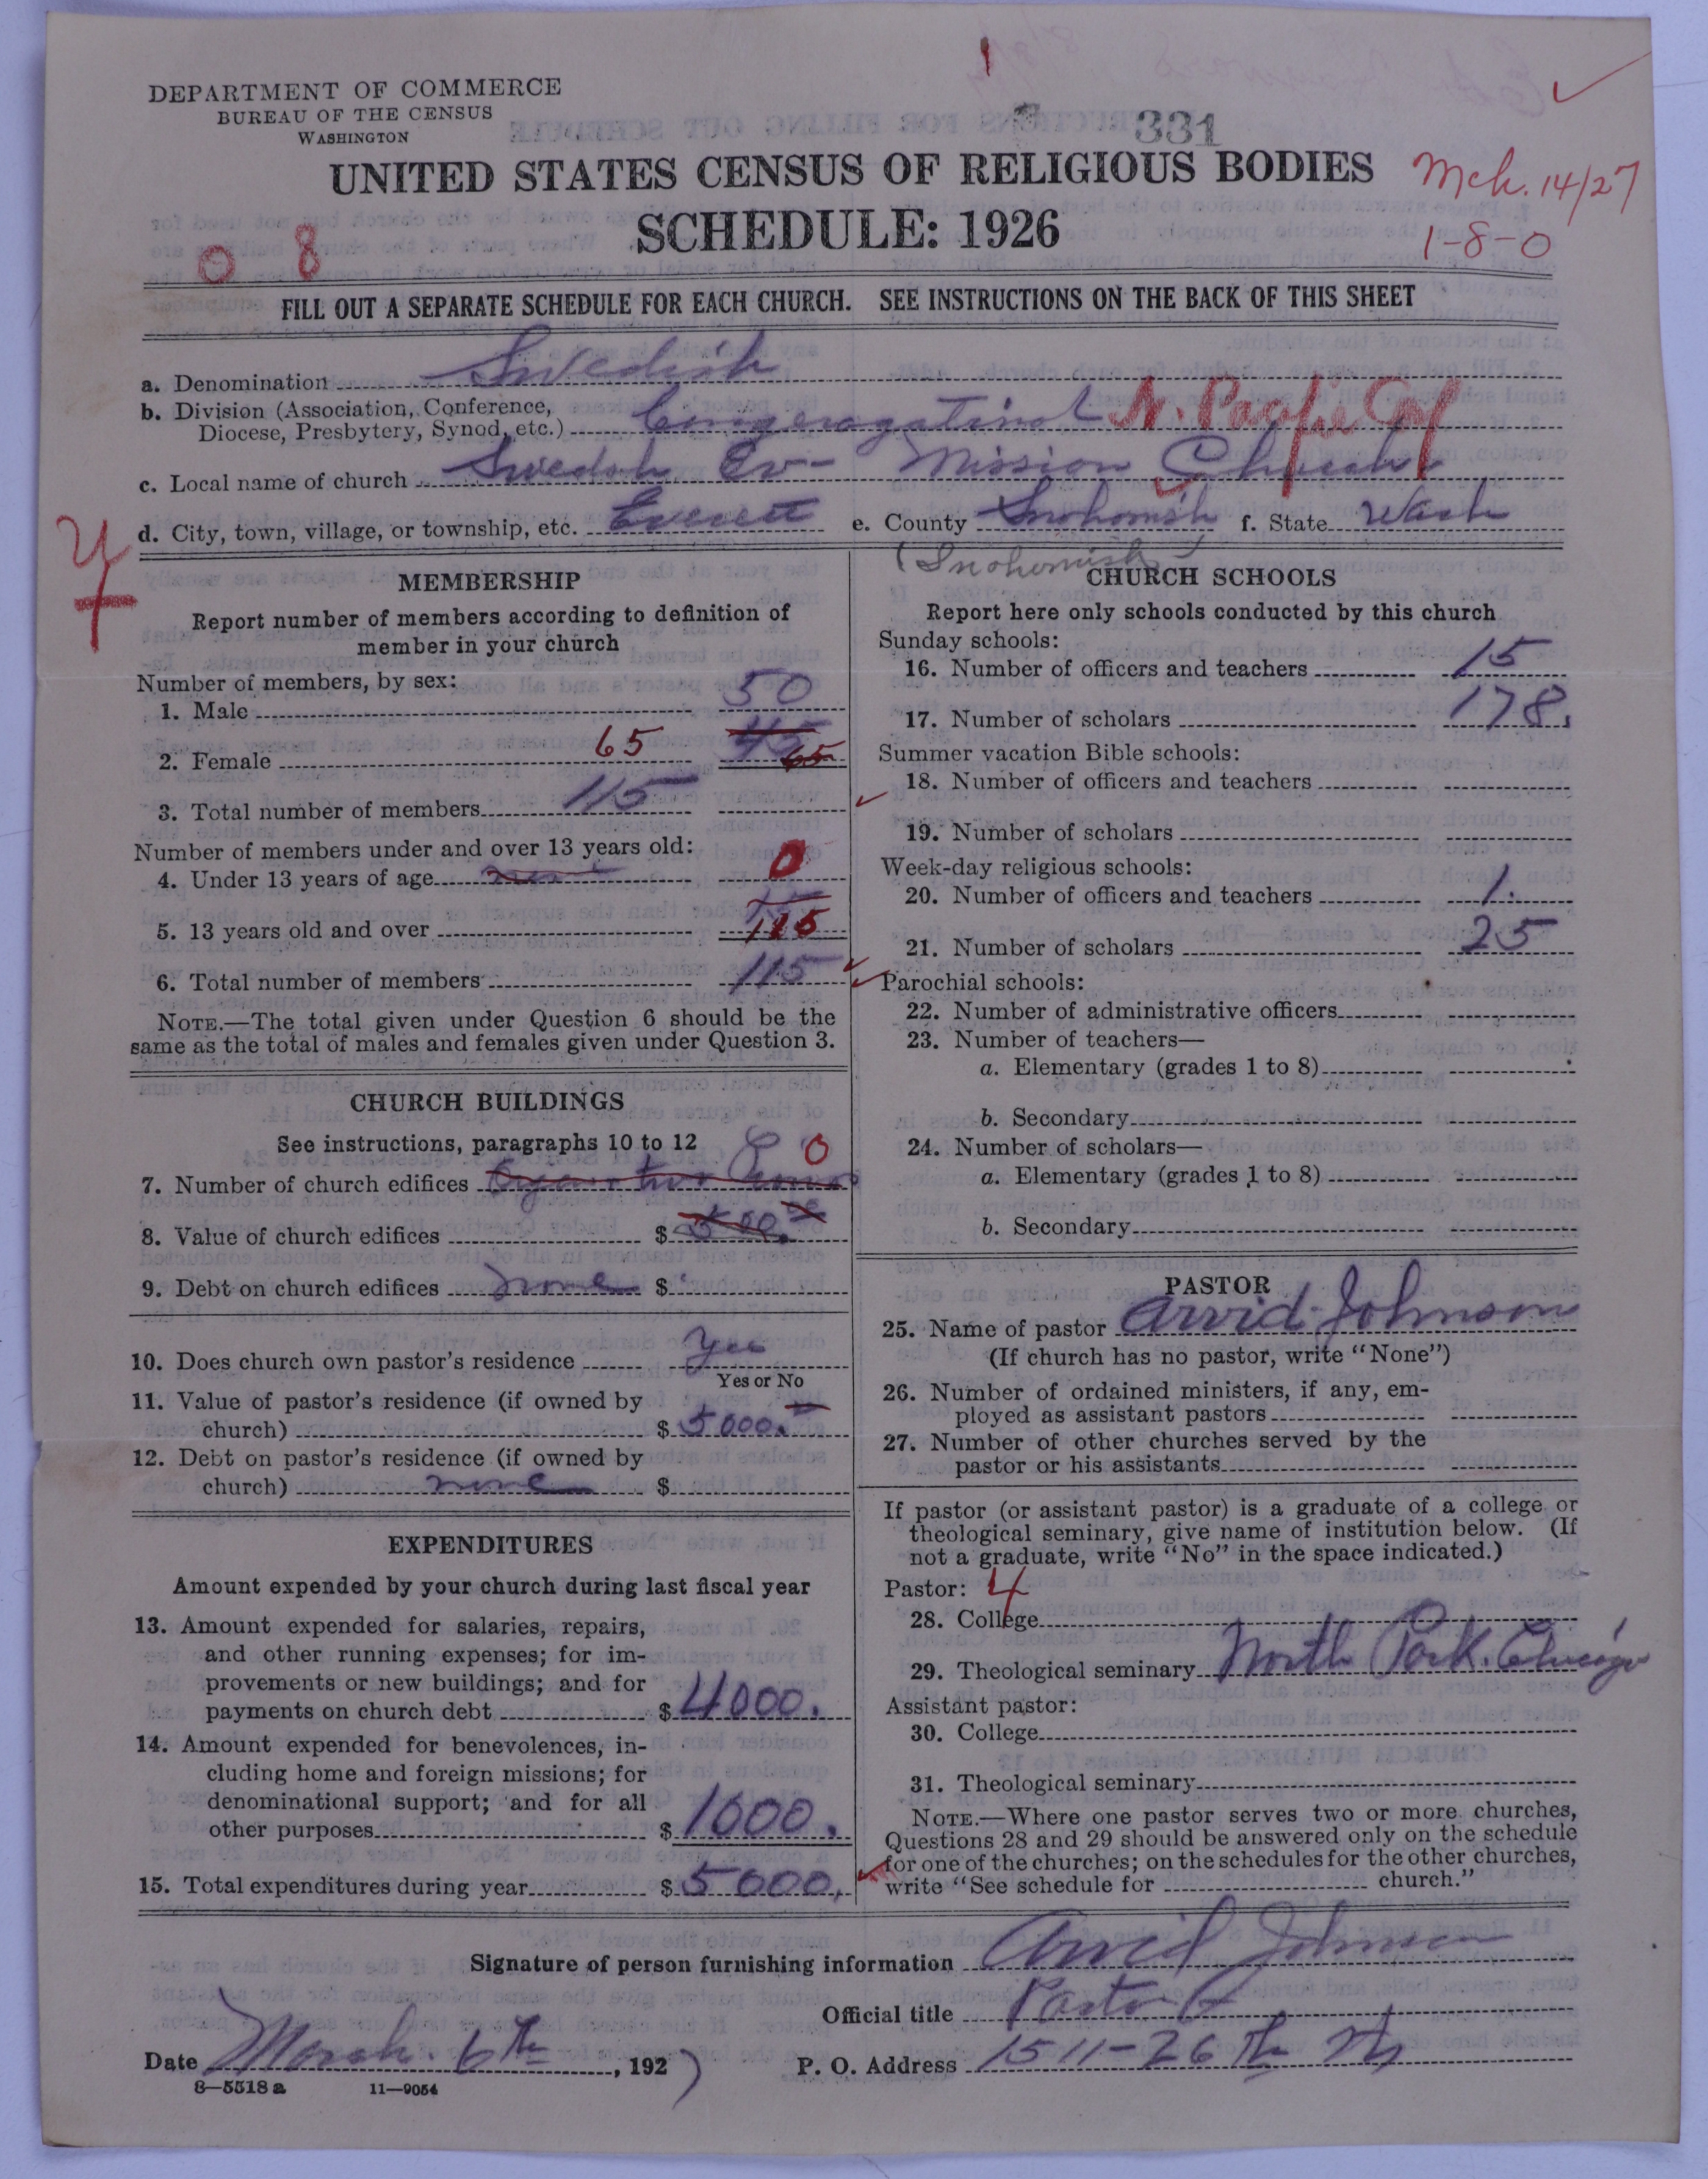 331
DEPARTMENT OF COMMERCE
BUREAU OF THE CENSUS
WASHINGTON
UNITED STATES CENSUS OF RELIGIOUS BODIES
Mch. 14/27
SCHEDULE: 1926
1-8-0
0 8
FILL OUT A SEPARATE SCHEDULE FOR EACH CHURCH. SEE INSTRUCTIONS ON THE BACK OF THIS SHEET
a. Denomination Swedish
b. Division (Association, Conference,
Diocese, Presbytery, Synod, etc.) Congeragatinal N. Pacific Conf
c. Local name of church Swedish Ev- Mission Church
d. City, town, village, or township, etc. Everett e. County Snohomish f. State Wash
(Snohomish)
MEMBERSHIP
Report number of members according to definition of
member in your church
Number of members, by sex:
1. Male 50
2. Female 65 45 65
3. Total number of members 115
Number of members under and over 13 years old:
4. Under 13 years of age none 0
5. 13 years old and over 115
6. Total number of members 115
NOTE.—The total given under Question 6 should be the
same as the total of males and females given under Question 3.
CHURCH BUILDINGS
See instructions, paragraphs 10 to 12
7. Number of church edifices 0
8. Value of church edifices $ 500.00
9. Debt on church edifices none $
10. Does church own pastor's residence Yes
Yes or No
11. Value of pastor's residence (if owned by
church) $ 5000.
12. Debt on pastor's residence (if owned by
church) none $
EXPENDITURES
Amount expended by your church during last fiscal year
13. Amount expended for salaries, repairs,
and other running expenses; for im-
provements or new buildings; and for
payments on church debt $ 4000.
14. Amount expended for benevolences, in-
cluding home and foreign missions; for
denominational support; and for all
other purposes $ 1000.
15. Total expenditures during year $ 5000.
CHURCH SCHOOLS
Report here only schools conducted by this church
Sunday schools:
16. Number of officers and teachers 15
17. Number of scholars 178.
Summer vacation Bible schools:
18. Number of officers and teachers
19. Number of scholars
Week-day religious schools:
20. Number of officers and teachers 1.
21. Number of scholars 25
Parochial schools:
22. Number of administrative officers
23. Number of teachers—
a. Elementary (grades 1 to 8)
b. Secondary
24. Number of scholars—
a. Elementary (grades 1 to 8)
b. Secondary
PASTOR
25. Name of pastor Arvid Johnson
(If church has no pastor, write "None")
26. Number of ordained ministers, if any, em-
ployed as assistant pastors
27. Number of other churches served by the
pastor or his assistants
If pastor (or assistant pastor) is a graduate of a college or
theological seminary, give name of institution below. (If
not a graduate, write "No" in the space indicated.)
Pastor: 4
28. College
29. Theological seminary North Park. Chicago
Assistant pastor:
30. College
31. Theological seminary
NOTE.—Where one pastor serves two or more churches,
Questions 28 and 29 should be answered only on the schedule
for one of the churches; on the schedules for the other churches,
write "See schedule for church."
Signature of person furnishing information Arvid Johnson
Official title Pastor
Date March. 6th, 1927 P. O. Address 1511-26th St
8—5518a 11—9054